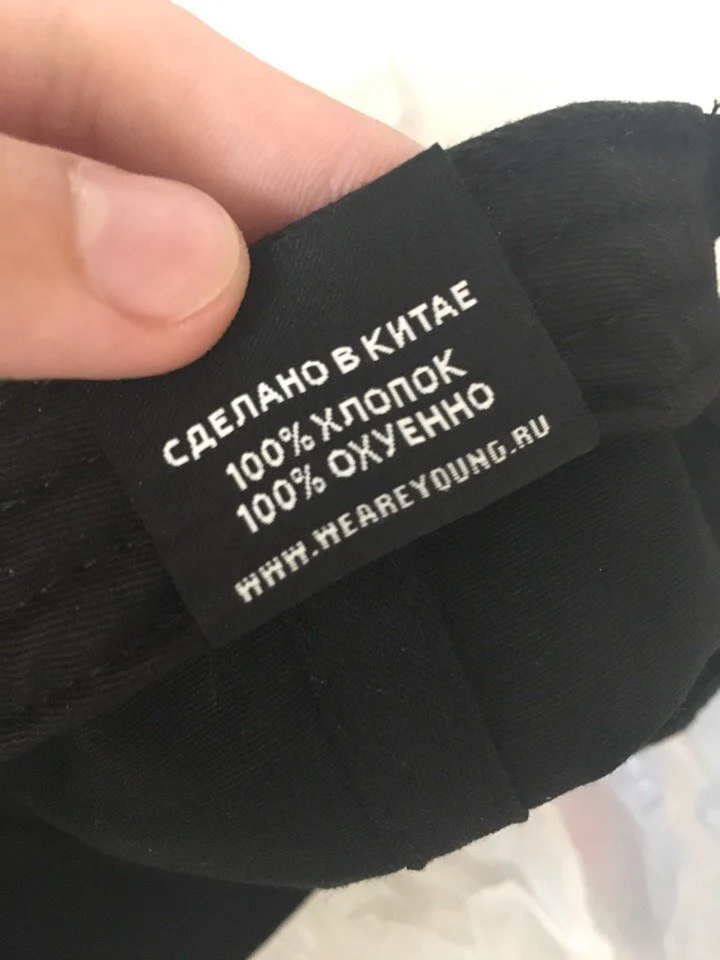 СДЕЛАНО В КИТАЕ
100% ХЛОПОК
100% ОХУЕННО
WWW.WEAREYOUNG.RU